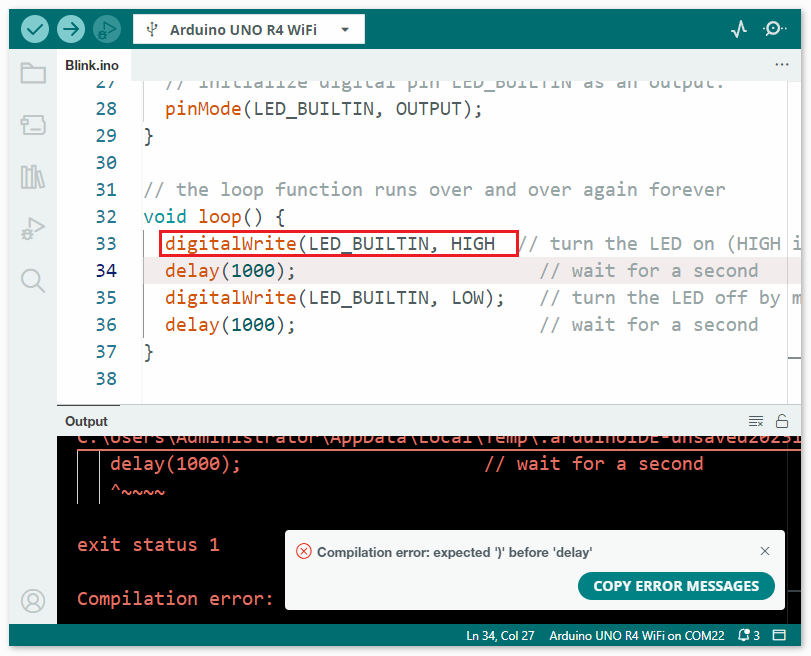 Arduino UNO R4 WiFi
Blink.ino
27 // initialize digital pin LED_BUILTIN as an output.
28 pinMode(LED_BUILTIN, OUTPUT);
29 }
30
31 // the loop function runs over and over again forever
32 void loop() {
33 digitalWrite(LED_BUILTIN, HIGH // turn the LED on (HIGH i
34 delay(1000); // wait for a second
35 digitalWrite(LED_BUILTIN, LOW); // turn the LED off by m
36 delay(1000); // wait for a second
37 }
38
Output
C:\Users\Administrator\AppData\Local\Temp\.arduinoIDE-unsaved20231
delay(1000); // wait for a second
^~~~~
exit status 1
Compilation error:
Compilation error: expected ')' before 'delay'
COPY ERROR MESSAGES
Ln 34, Col 27 Arduino UNO R4 WiFi on COM22 3